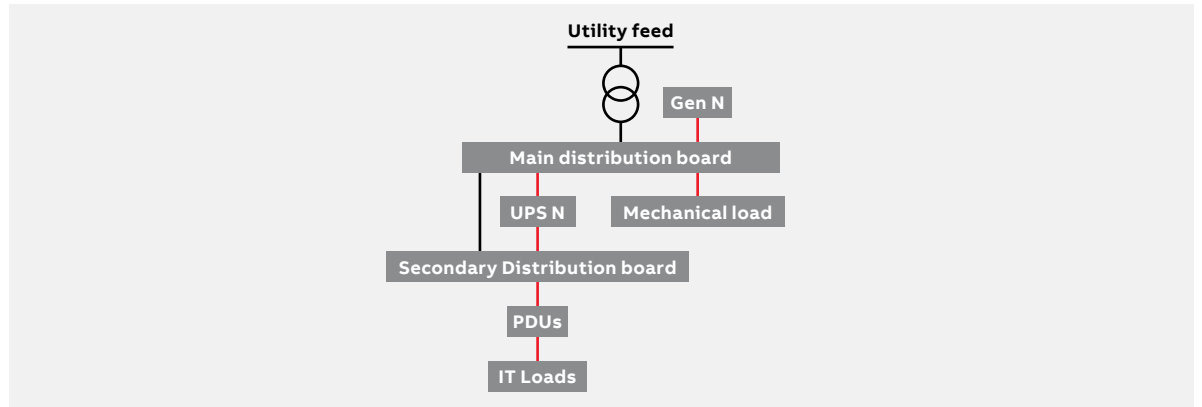 Utility feed
Gen N
Main distribution board
UPS N
Mechanical load
Secondary Distribution board
PDUs
IT Loads